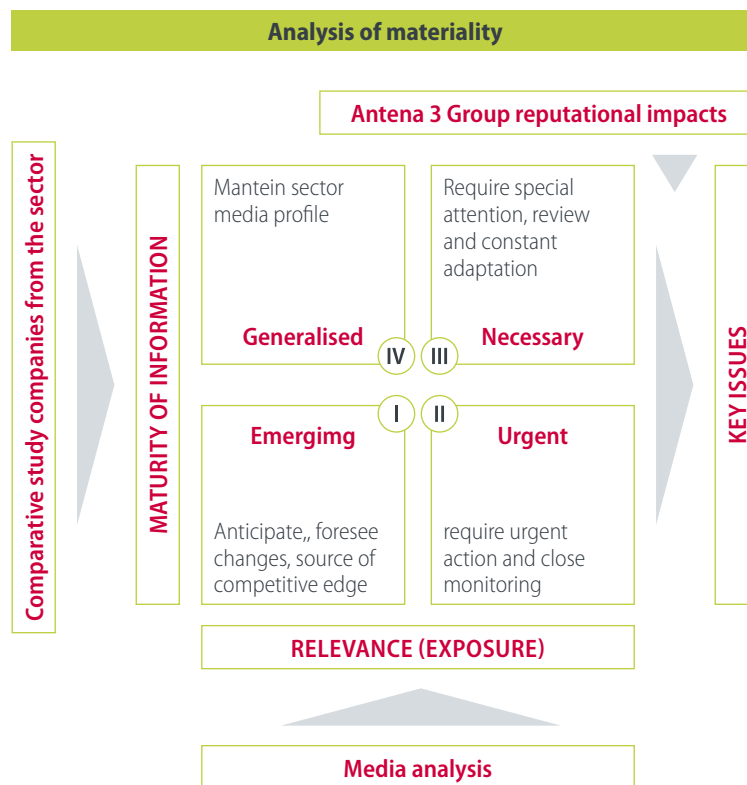 Analysis of materiality
Antena 3 Group reputational impacts
Comparative study companies from the sector
MATURITY OF INFORMATION
Mantein sector
media profile
Generalised
IV
Require special
attention, review
and constant
adaptation
Necessary
III
I
Emergimg
Anticipate,, foresee
changes, source of
competitive edge
II
Urgent
require urgent
action and close
monitoring
KEY ISSUES
RELEVANCE (EXPOSURE)
Media analysis